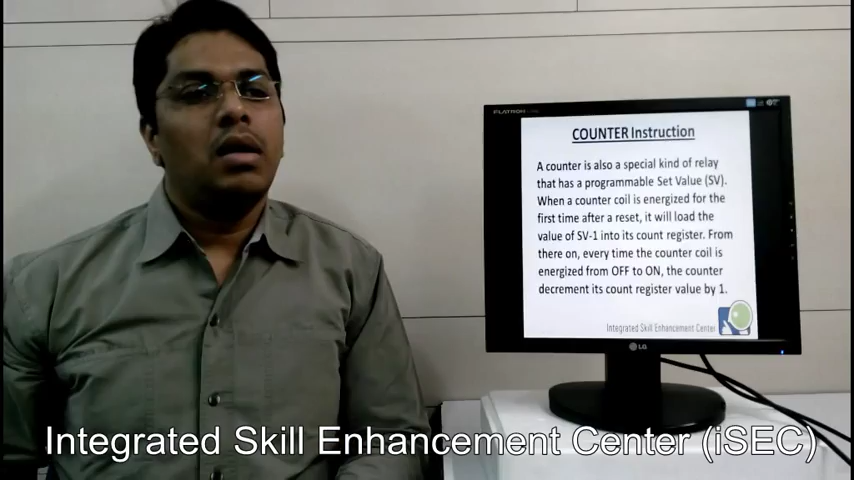 FLATRON
COUNTER Instruction
A counter is also a special kind of relay
that has a programmable Set Value (SV).
When a counter coil is energized for the
first time after a reset, it will load the
value of SV-1 into its count register. From
there on, every time the counter coil is
energized from OFF to ON, the counter
decrement its count register value by 1.
Integrated Skill Enhancement Center
LG
Integrated Skill Enhancement Center (iSEC)